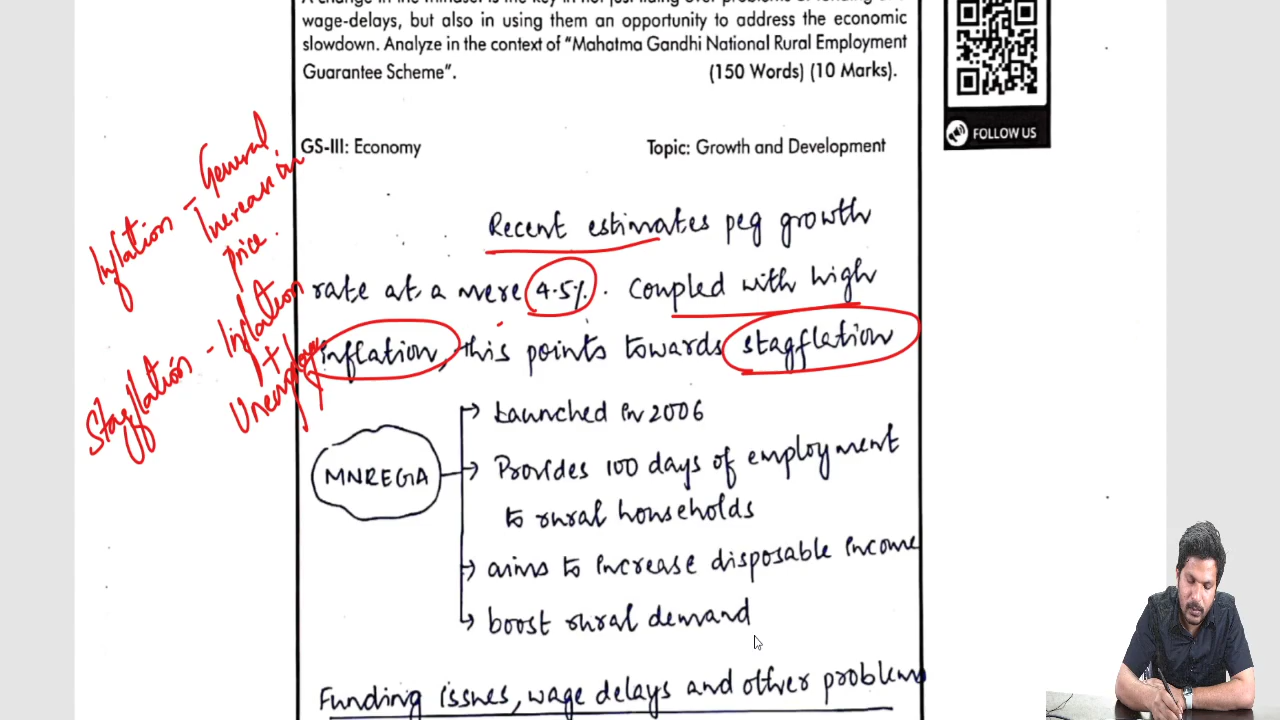 wage-delays, but also in using them an opportunity to address the economic
slowdown. Analyze in the context of “Mahatma Gandhi National Rural Employment
Guarantee Scheme”. (150 Words) (10 Marks).
FOLLOW US
GS-III: Economy Topic: Growth and Development
Inflation - General
Increase in
price.
Stagflation - Inflation
+
Recent estimates peg growth
rate at a mere 4.5%. Coupled with high
inflation, this points towards stagflation
MNREGA
Launched in 2006
Provides 100 days of employment
to rural households
aims to increase disposable income
boost rural demand
Funding issues, wage delays and other problems